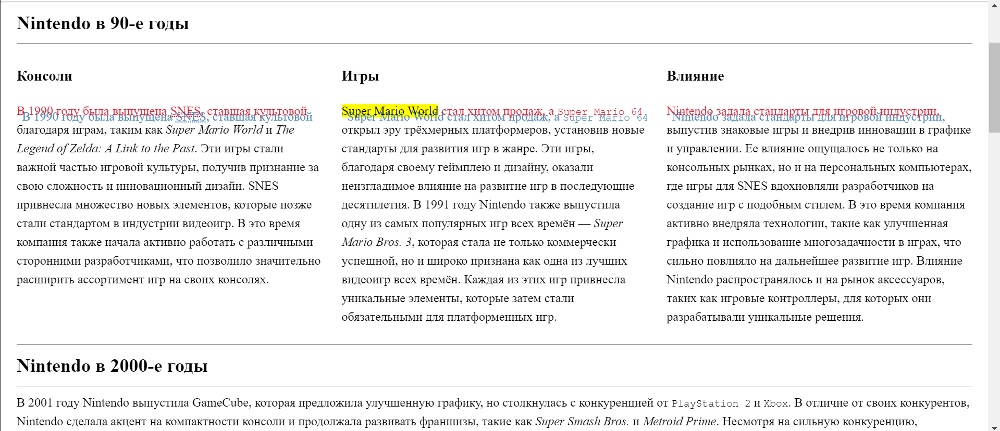 Nintendo в 90-е годы
Консоли
В 1990 году была выпущена SNES, ставшая культовой
благодаря играм, таким как Super Mario World и The
Legend of Zelda: A Link to the Past. Эти игры стали
важной частью игровой культуры, получив признание за
свою сложность и инновационный дизайн. SNES
привнесла множество новых элементов, которые позже
стали стандартом в индустрии видеоигр. В это время
компания также начала активно работать с различными
сторонними разработчиками, что позволило значительно
расширить ассортимент игр на своих консолях.
Игры
Super Mario World стал хитом продаж, а Super Mario 64
открыл эру трёхмерных платформеров, установив новые
стандарты для развития игр в жанре. Эти игры,
благодаря своему геймплею и дизайну, оказали
неизгладимое влияние на развитие игр в последующие
десятилетия. В 1991 году Nintendo также выпустила
одну из самых популярных игр всех времён — Super
Mario Bros. 3, которая стала не только коммерчески
успешной, но и широко признана как одна из лучших
видеоигр всех времён. Каждая из этих игр привнесла
уникальные элементы, которые затем стали
обязательными для платформенных игр.
Влияние
Nintendo задала стандарты для игровой индустрии,
выпустив знаковые игры и внедрив инновации в графике
и управлении. Ее влияние ощущалось не только на
консольных рынках, но и на персональных компьютерах,
где игры для SNES вдохновляли разработчиков на
создание игр с подобным стилем. В это время компания
активно внедряла технологии, такие как улучшенная
графика и использование многозадачности в играх, что
сильно повлияло на дальнейшее развитие игр. Влияние
Nintendo распространялось и на рынок аксессуаров,
таких как игровые контроллеры, для которых они
разрабатывали уникальные решения.
Nintendo в 2000-е годы
В 2001 году Nintendo выпустила GameCube, которая предложила улучшенную графику, но столкнулась с конкуренцией от PlayStation 2 и Xbox. В отличие от своих конкурентов,
Nintendo сделала акцент на компактности консоли и продолжала развивать франшизы, такие как Super Smash Bros. и Metroid Prime. Несмотря на сильную конкуренцию,